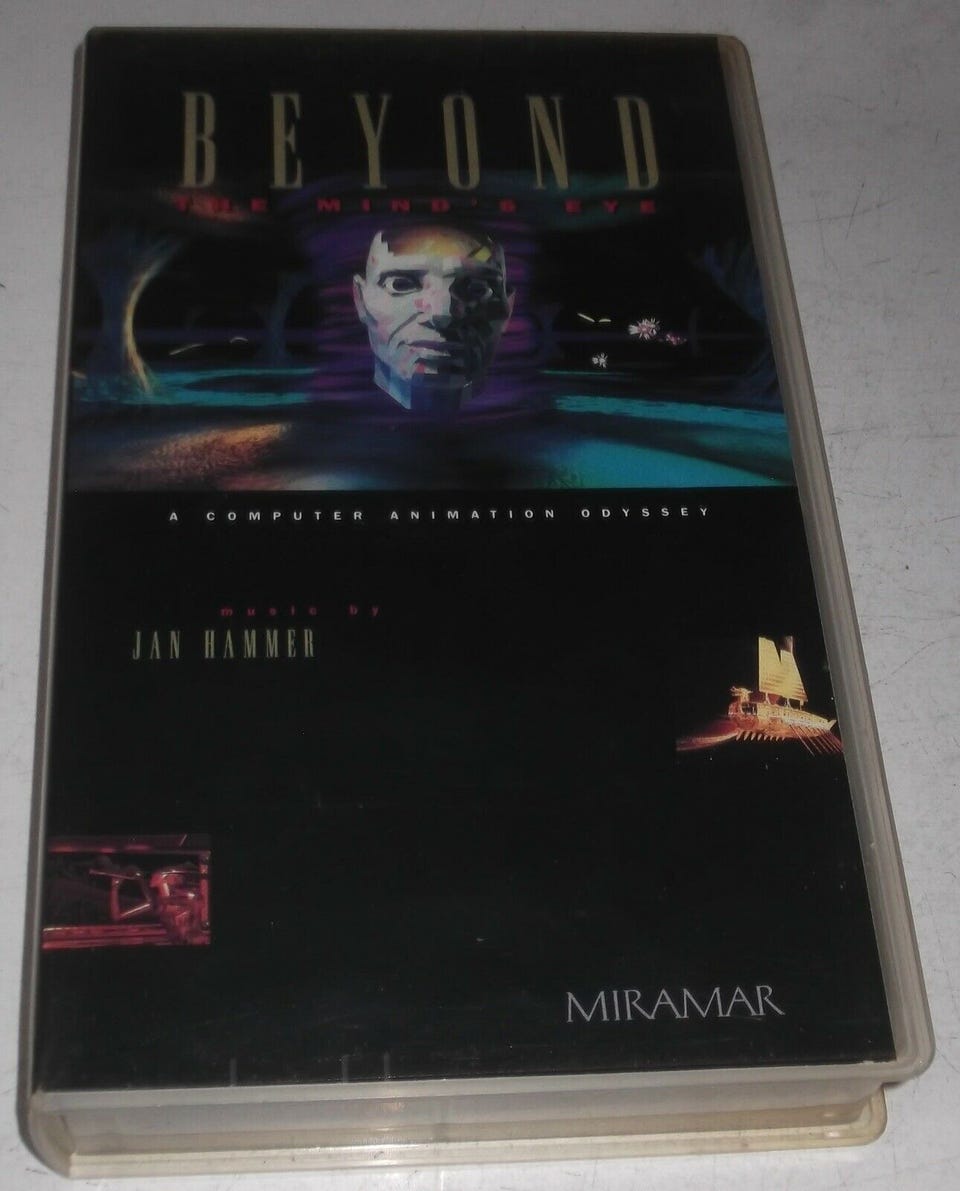 BEYOND
THE MIND'S EYE
A COMPUTER ANIMATION ODYSSEY
music by
JAN HAMMER
MIRAMAR